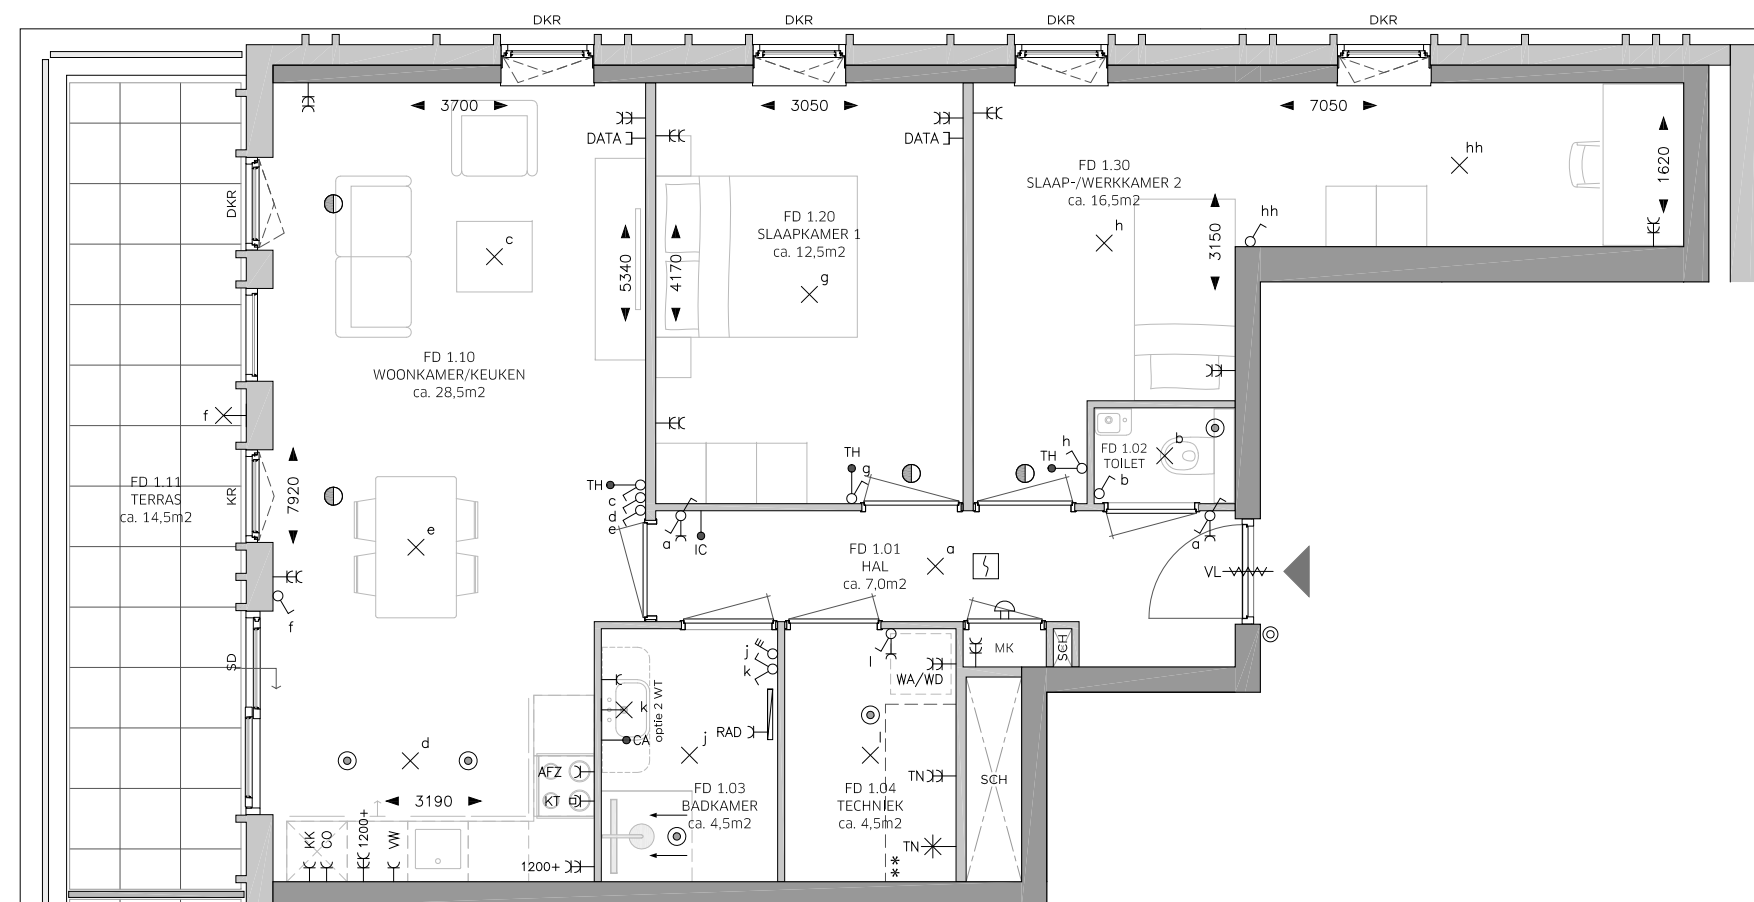 DKR
DKR
DKR
DKR
3700
3050
7050
DATA
DATA
hh
1620
FD 1.30
SLAAP-/WERKKAMER 2
ca. 16,5m2
DKR
FD 1.20
SLAAPKAMER 1
ca. 12,5m2
hh
c
h
3150
5340
4170
g
FD 1.10
WOONKAMER/KEUKEN
ca. 28,5m2
f
FD 1.11
TERRAS
ca. 14,5m2
KR
7920
TH
c
d
e
e
TH
g
h
TH
FD 1.02
TOILET
b
b
a
IC
FD 1.01
HAL
ca. 7,0m2
a
a
VL
f
SD
j
k
l
WA/WD
MK
SCH
k
optie 2 WT
CA
RAD
j
l
d
AFZ
KT
3190
FD 1.03
BADKAMER
ca. 4,5m2
FD 1.04
TECHNIEK
ca. 4,5m2
TN
SCH
KK
CO
1200+
VW
1200+
TN
**